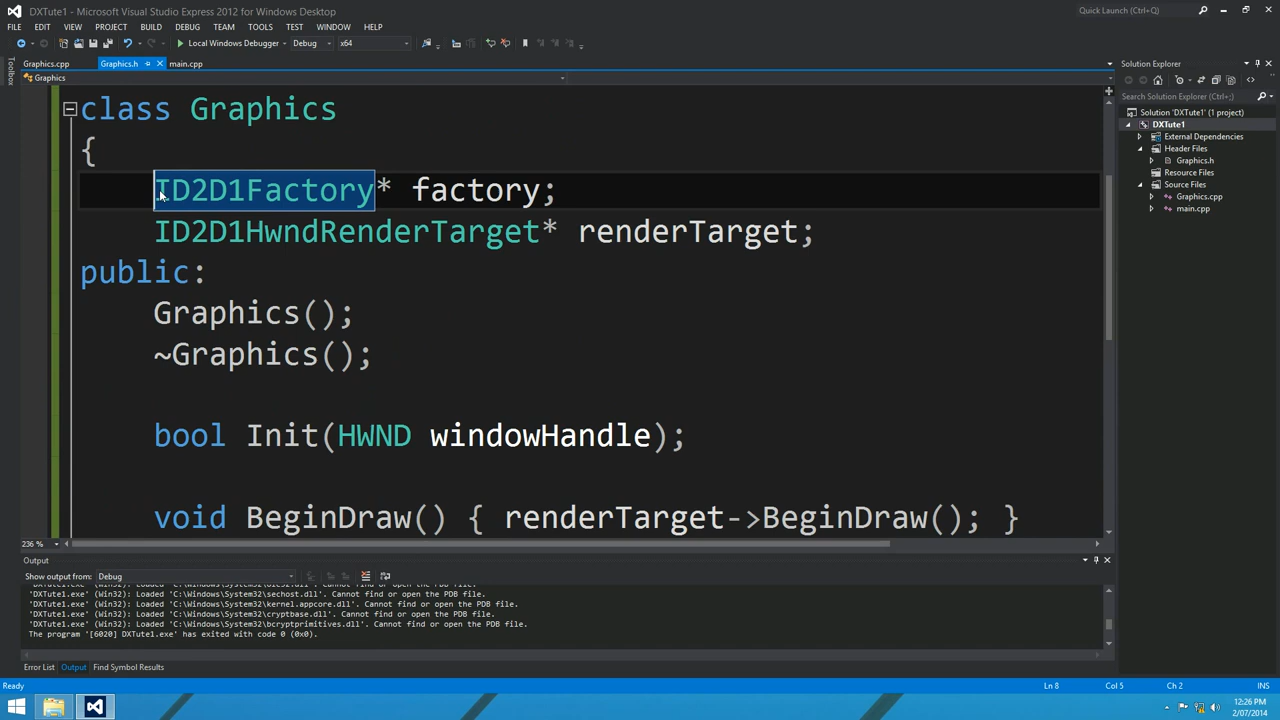 DXTute1 - Microsoft Visual Studio Express 2012 for Windows Desktop
Quick Launch (Ctrl+Q)
FILE EDIT VIEW PROJECT BUILD DEBUG TEAM TOOLS TEST WINDOW HELP
Local Windows Debugger Debug x64
Toolbox
Graphics.cpp Graphics.h main.cpp
Graphics
class Graphics
{
ID2D1Factory* factory;
ID2D1HwndRenderTarget* renderTarget;
public:
Graphics();
~Graphics();
bool Init(HWND windowHandle);
void BeginDraw() { renderTarget->BeginDraw(); }
236 %
Solution Explorer
Search Solution Explorer (Ctrl+;)
Solution 'DXTute1' (1 project)
DXTute1
External Dependencies
Header Files
Graphics.h
Resource Files
Source Files
Graphics.cpp
main.cpp
Output
Show output from: Debug
'DXTute1.exe' (Win32): Loaded 'C:\Windows\System32\sechost.dll'. Cannot find or open the PDB file.
'DXTute1.exe' (Win32): Loaded 'C:\Windows\System32\kernel.appcore.dll'. Cannot find or open the PDB file.
'DXTute1.exe' (Win32): Loaded 'C:\Windows\System32\cryptbase.dll'. Cannot find or open the PDB file.
'DXTute1.exe' (Win32): Loaded 'C:\Windows\System32\bcryptprimitives.dll'. Cannot find or open the PDB file.
The program '[6020] DXTute1.exe' has exited with code 0 (0x0).
Error List Output Find Symbol Results
Ready Ln 8 Col 5 Ch 2 INS
12:26 PM
2/07/2014